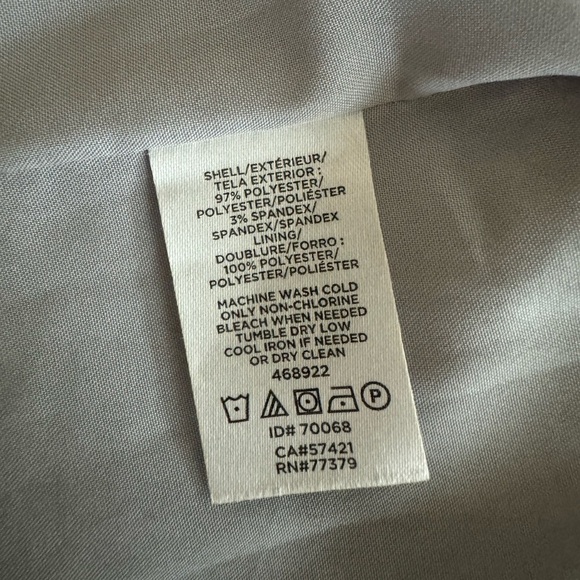 SHELL/EXTÉRIEUR/
TELA EXTERIOR :
97% POLYESTER/
POLYESTER/POLIÉSTER
3% SPANDEX/
SPANDEX/SPANDEX
LINING/
DOUBLURE/FORRO :
100% POLYESTER/
POLYESTER/POLIÉSTER
MACHINE WASH COLD
ONLY NON-CHLORINE
BLEACH WHEN NEEDED
TUMBLE DRY LOW
COOL IRON IF NEEDED
OR DRY CLEAN
468922
P
ID# 70068
CA#57421
RN#77379